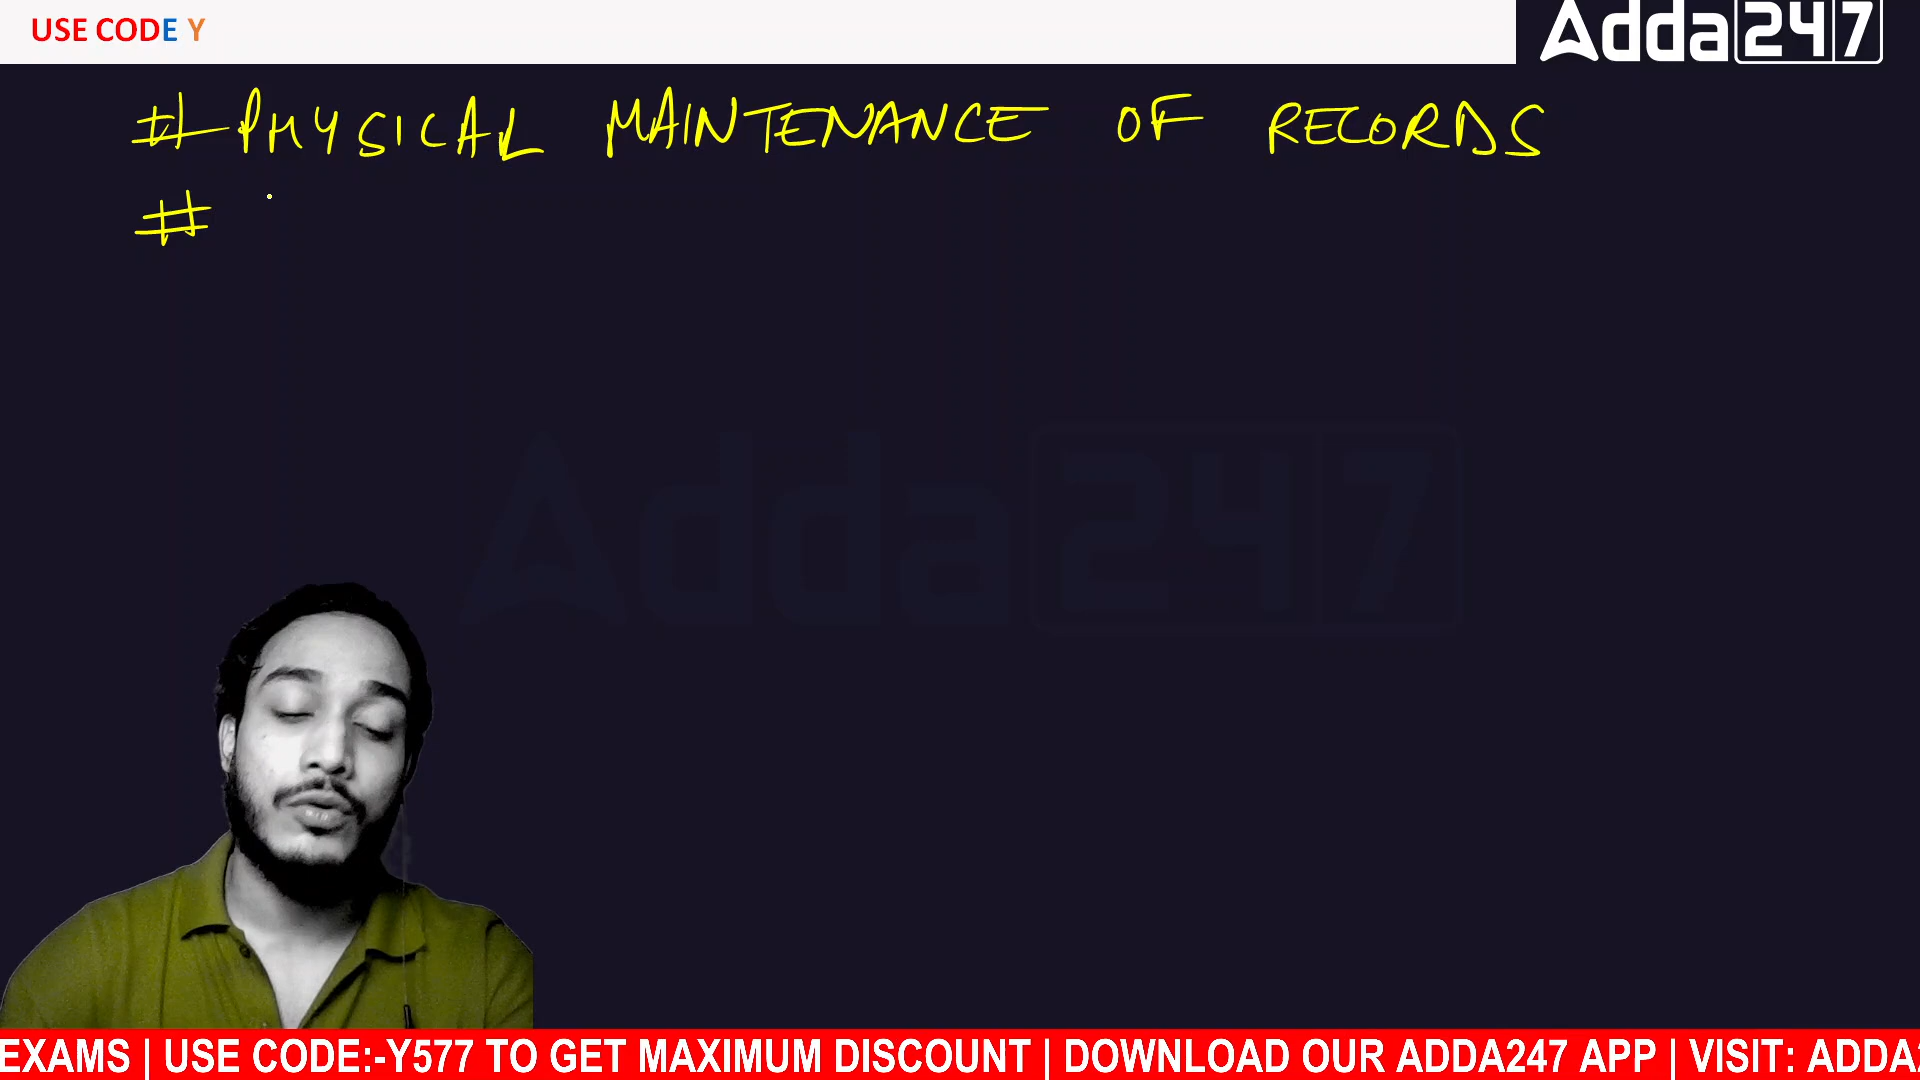 USE CODE Y
Adda247
# PHYSICAL MAINTENANCE OF RECORDS
#
Adda247
EXAMS | USE CODE:-Y577 TO GET MAXIMUM DISCOUNT | DOWNLOAD OUR ADDA247 APP | VISIT: ADDA